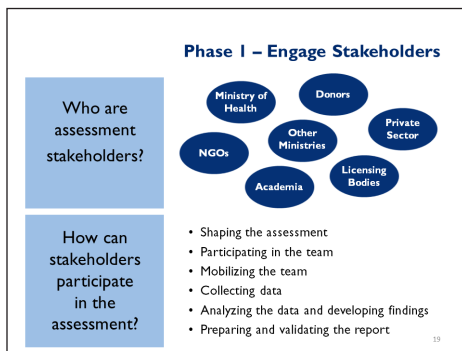 Phase I – Engage Stakeholders
Who are
assessment
stakeholders?
Ministry of
Health
Donors
Private
Sector
Other
Ministries
NGOs
Licensing
Bodies
Academia
How can
stakeholders
participate
in the
assessment?
• Shaping the assessment
• Participating in the team
• Mobilizing the team
• Collecting data
• Analyzing the data and developing findings
• Preparing and validating the report
19